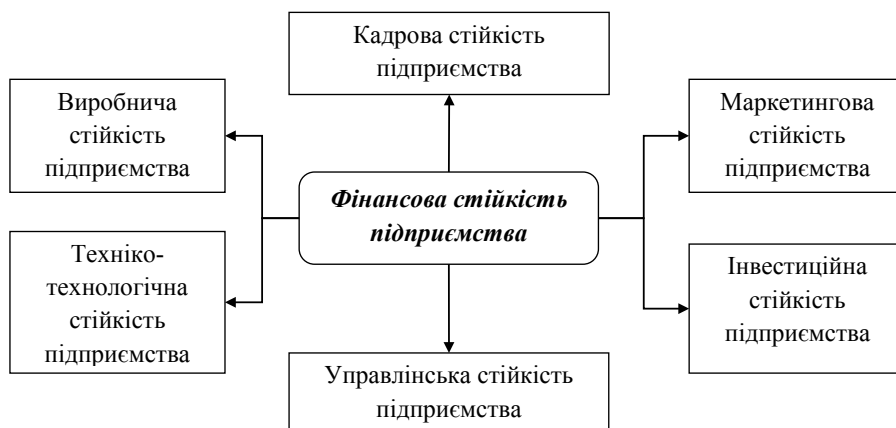 Кадрова стійкість
підприємства
Виробнича
стійкість
підприємства
Маркетингова
стійкість
підприємства
Фінансова стійкість
підприємства
Техніко-
технологічна
стійкість
підприємства
Інвестиційна
стійкість
підприємства
Управлінська стійкість
підприємства